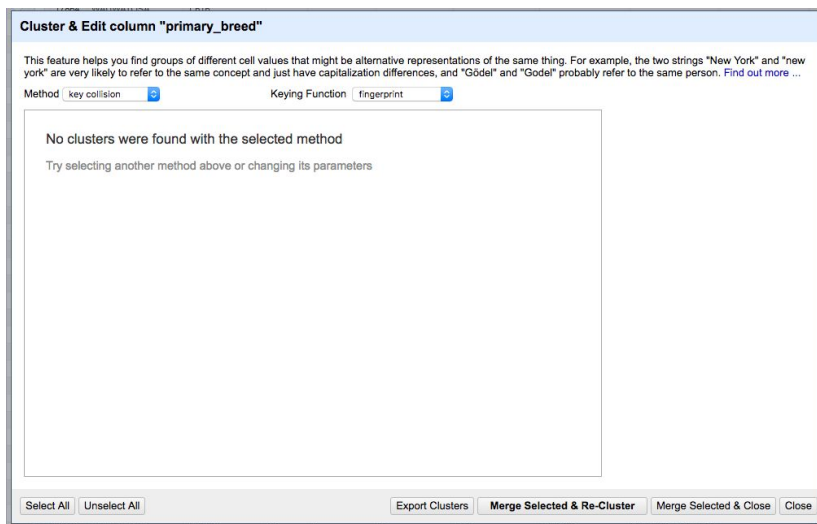 Cluster & Edit column "primary_breed"
This feature helps you find groups of different cell values that might be alternative representations of the same thing. For example, the two strings "New York" and "new
york" are very likely to refer to the same concept and just have capitalization differences, and "Gödel" and "Godel" probably refer to the same person. Find out more ...
Method key collision Keying Function fingerprint
No clusters were found with the selected method
Try selecting another method above or changing its parameters
Select All Unselect All Export Clusters Merge Selected & Re-Cluster Merge Selected & Close Close